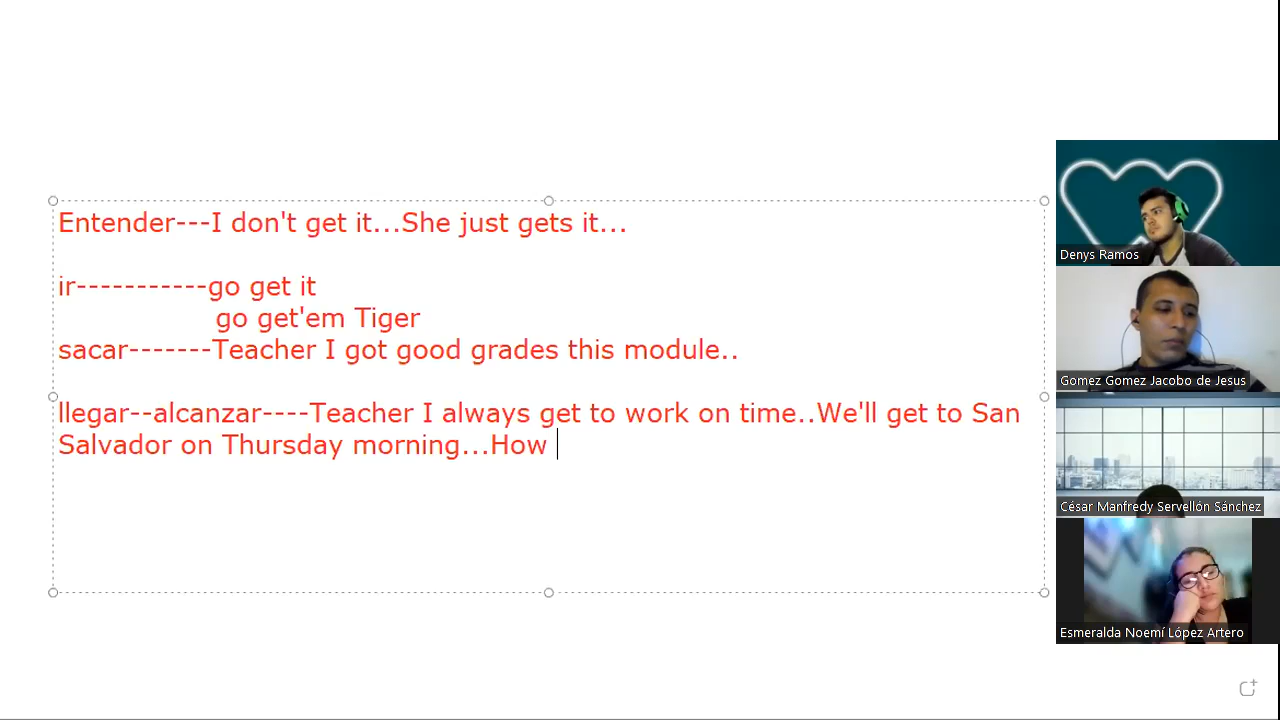 Entender---I don't get it...She just gets it...
ir-----------go get it
go get'em Tiger
sacar-------Teacher I got good grades this module..
llegar--alcanzar----Teacher I always get to work on time..We'll get to San
Salvador on Thursday morning...How
Denys Ramos
Gomez Gomez Jacobo de Jesus
César Manfredy Servellón Sánchez
Esmeralda Noemí López Artero